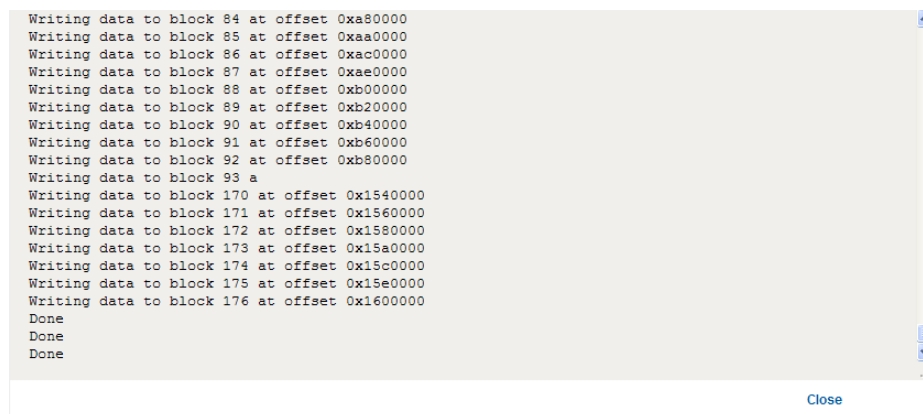 Writing data to block 84 at offset 0xa80000
Writing data to block 85 at offset 0xaa0000
Writing data to block 86 at offset 0xac0000
Writing data to block 87 at offset 0xae0000
Writing data to block 88 at offset 0xb00000
Writing data to block 89 at offset 0xb20000
Writing data to block 90 at offset 0xb40000
Writing data to block 91 at offset 0xb60000
Writing data to block 92 at offset 0xb80000
Writing data to block 93 a
Writing data to block 170 at offset 0x1540000
Writing data to block 171 at offset 0x1560000
Writing data to block 172 at offset 0x1580000
Writing data to block 173 at offset 0x15a0000
Writing data to block 174 at offset 0x15c0000
Writing data to block 175 at offset 0x15e0000
Writing data to block 176 at offset 0x1600000
Done
Done
Done
Close